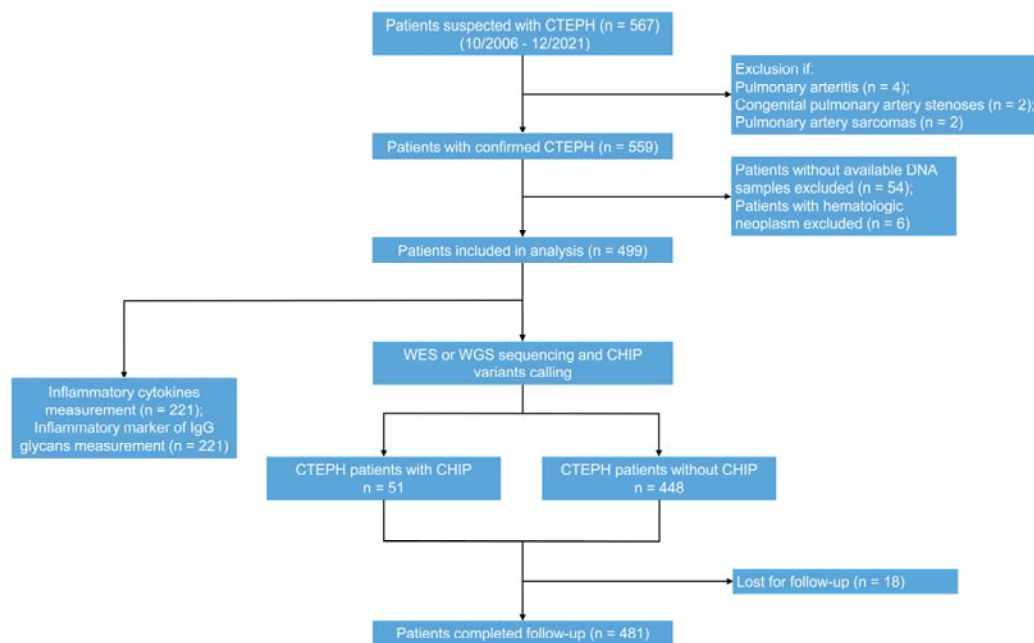 Patients suspected with CTEPH (n = 567)
(10/2006 - 12/2021)
Exclusion if:
Pulmonary arteritis (n = 4);
Congenital pulmonary artery stenoses (n = 2);
Pulmonary artery sarcomas (n = 2)
Patients with confirmed CTEPH (n = 559)
Patients without available DNA
samples excluded (n = 54);
Patients with hematologic
neoplasm excluded (n = 6)
Patients included in analysis (n = 499)
WES or WGS sequencing and CHIP
variants calling
Inflammatory cytokines
measurement (n = 221);
Inflammatory marker of IgG
glycans measurement (n = 221)
CTEPH patients with CHIP
n = 51
CTEPH patients without CHIP
n = 448
Lost for follow-up (n = 18)
Patients completed follow-up (n = 481)